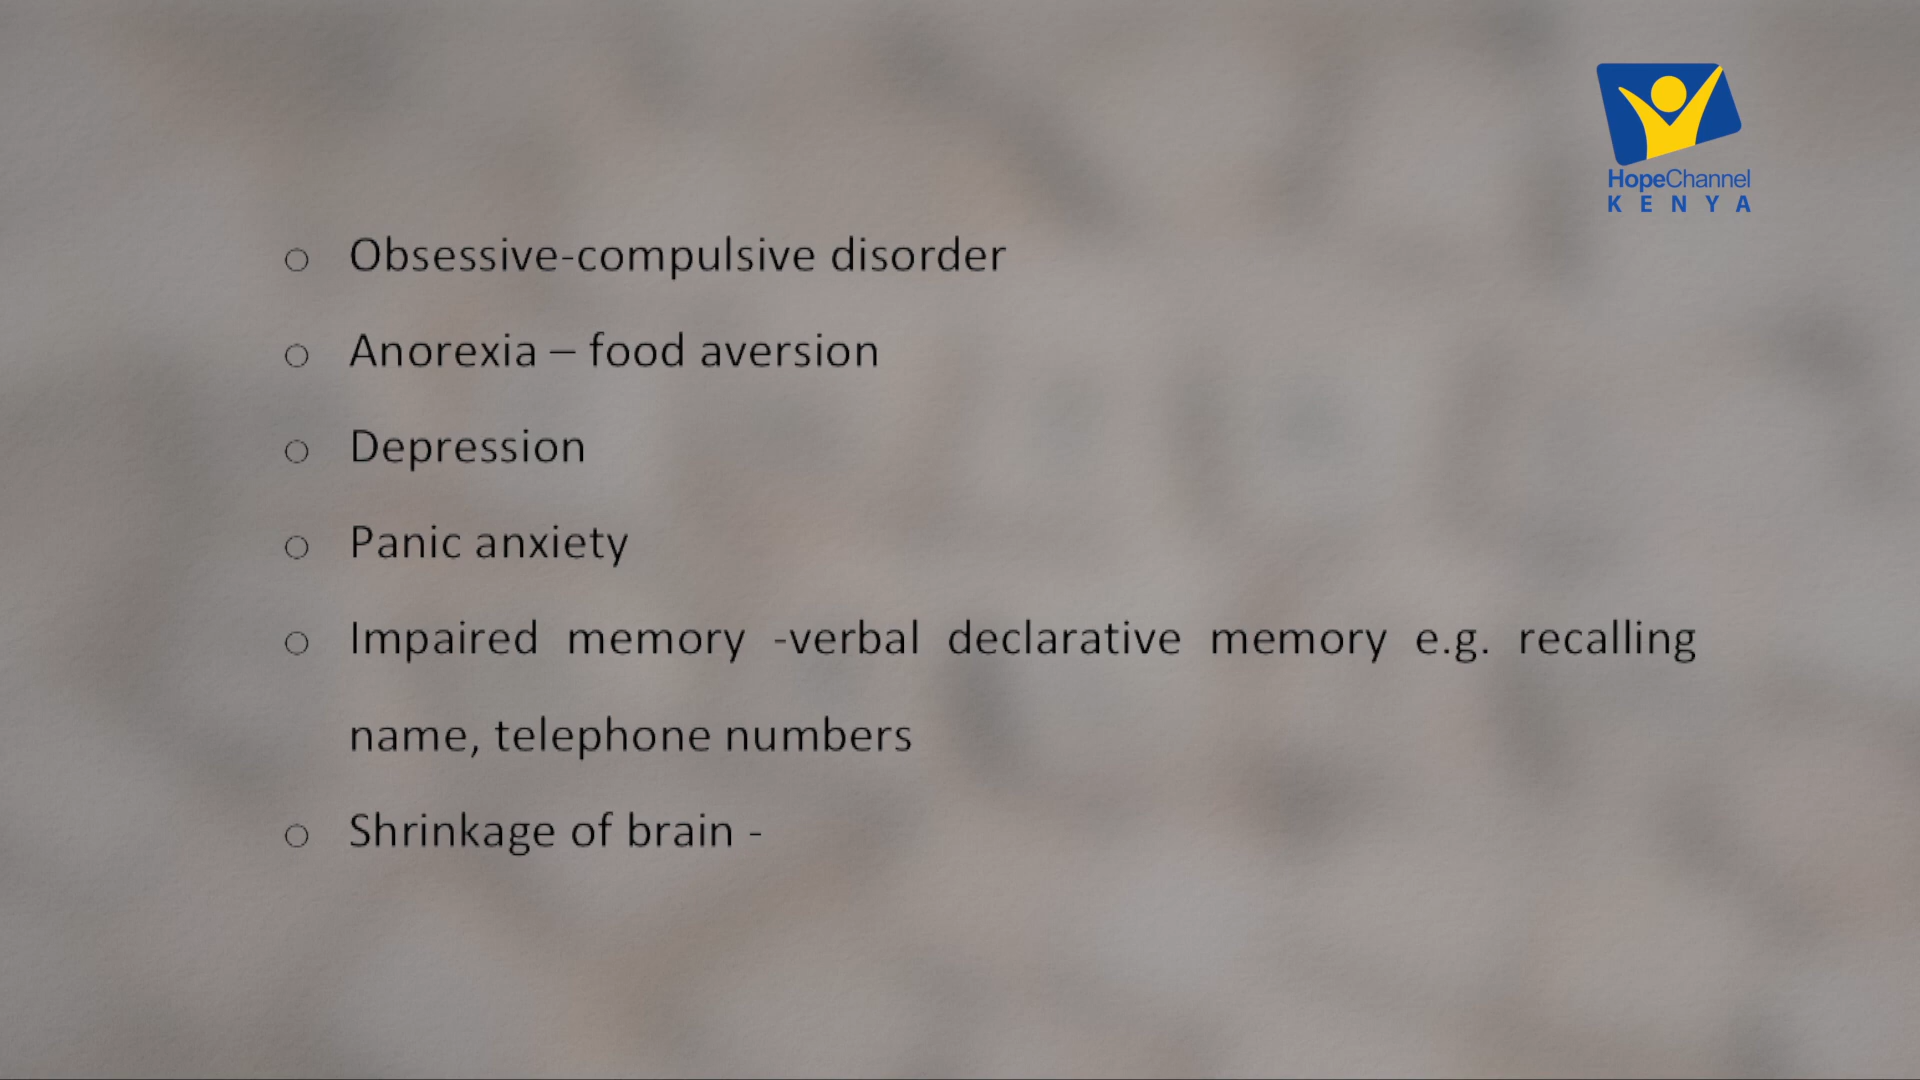 HopeChannel
KENYA
○ Obsessive-compulsive disorder
○ Anorexia – food aversion
○ Depression
○ Panic anxiety
○ Impaired memory -verbal declarative memory e.g. recalling
name, telephone numbers
○ Shrinkage of brain -